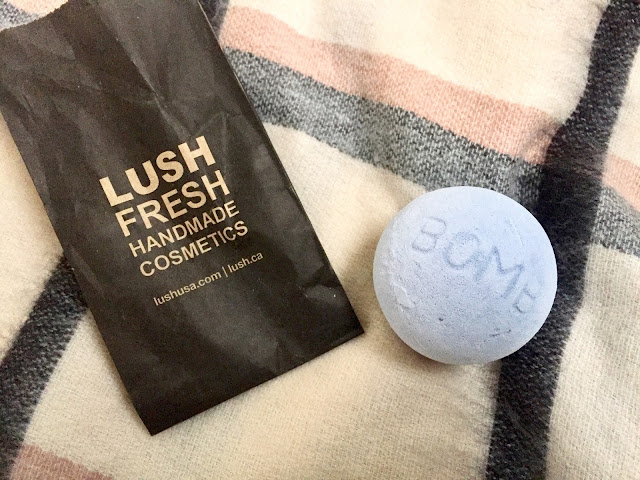 LUSH
FRESH
HANDMADE
COSMETICS
lushusa.com | lush.ca
BOMB